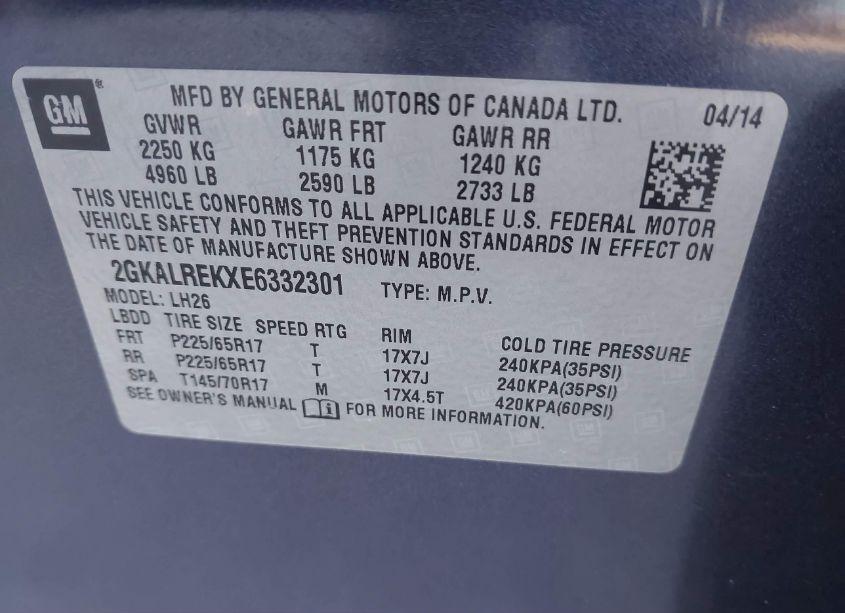 GM
MFD BY GENERAL MOTORS OF CANADA LTD. 04/14
GVWR GAWR FRT GAWR RR
2250 KG 1175 KG 1240 KG
4960 LB 2590 LB 2733 LB
THIS VEHICLE CONFORMS TO ALL APPLICABLE U.S. FEDERAL MOTOR
VEHICLE SAFETY AND THEFT PREVENTION STANDARDS IN EFFECT ON
THE DATE OF MANUFACTURE SHOWN ABOVE.
2GKALREKXE6332301 TYPE: M.P.V.
MODEL: LH26
LBDD TIRE SIZE SPEED RTG RIM COLD TIRE PRESSURE
FRT P225/65R17 T 17X7J 240KPA(35PSI)
RR P225/65R17 T 17X7J 240KPA(35PSI)
SPA T145/70R17 M 17X4.5T 420KPA(60PSI)
SEE OWNER'S MANUAL FOR MORE INFORMATION.